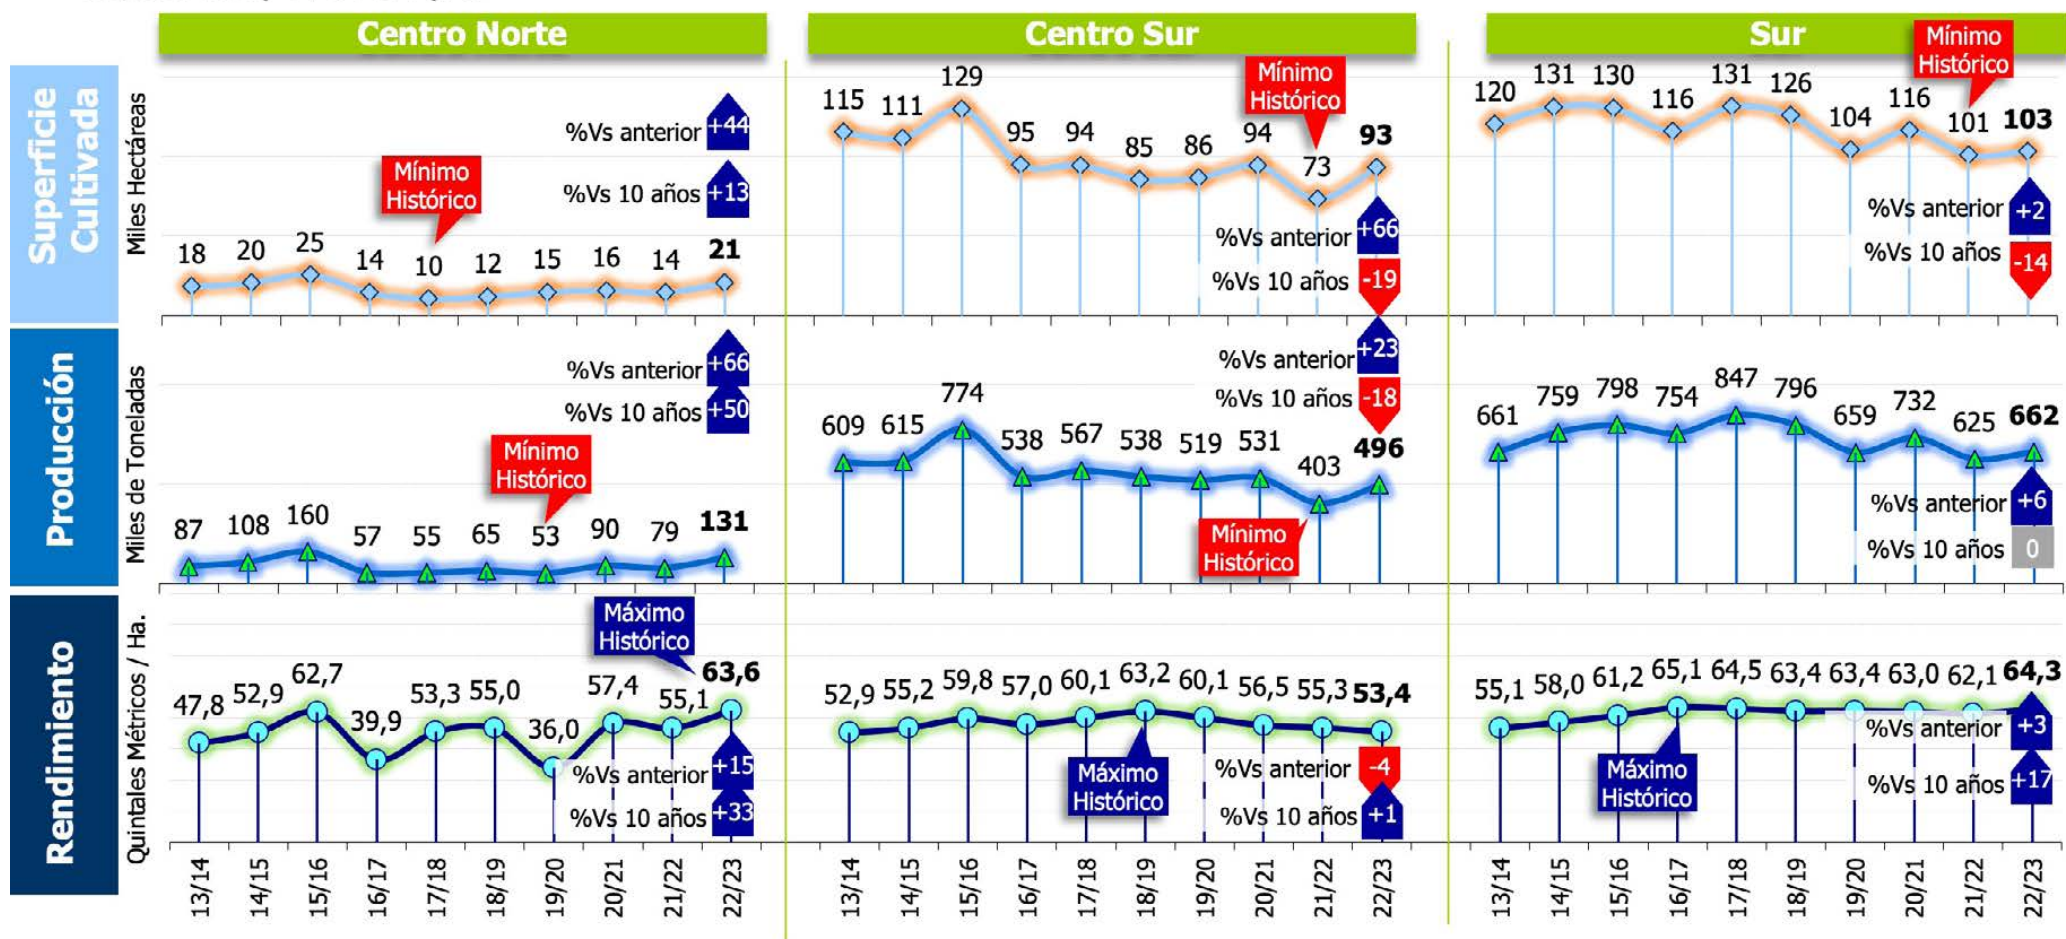 Centro Norte
Centro Sur
Sur
Superficie
Cultivada
Miles Hectáreas
18 20 25 14 10 12 15 16 14 21
Mínimo
Histórico
%Vs anterior +44
%Vs 10 años +13
115 111 129 95 94 85 86 94 73 93
Mínimo
Histórico
%Vs anterior +66
%Vs 10 años -19
120 131 130 116 131 126 104 116 101 103
Mínimo
Histórico
%Vs anterior +2
%Vs 10 años -14
Producción
Miles de Toneladas
87 108 160 57 55 65 53 90 79 131
Mínimo
Histórico
%Vs anterior +66
%Vs 10 años +50
609 615 774 538 567 538 519 531 403 496
Mínimo
Histórico
%Vs anterior +23
%Vs 10 años -18
661 759 798 754 847 796 659 732 625 662
%Vs anterior +6
%Vs 10 años 0
Rendimiento
Quintales Métricos / Ha.
47,8 52,9 62,7 39,9 53,3 55,0 36,0 57,4 55,1 63,6
Máximo
Histórico
%Vs anterior +15
%Vs 10 años +33
52,9 55,2 59,8 57,0 60,1 63,2 60,1 56,5 55,3 53,4
Máximo
Histórico
%Vs anterior -4
%Vs 10 años +1
55,1 58,0 61,2 65,1 64,5 63,4 63,4 63,0 62,1 64,3
Máximo
Histórico
%Vs anterior +3
%Vs 10 años +17
13/14 14/15 15/16 16/17 17/18 18/19 19/20 20/21 21/22 22/23
13/14 14/15 15/16 16/17 17/18 18/19 19/20 20/21 21/22 22/23
13/14 14/15 15/16 16/17 17/18 18/19 19/20 20/21 21/22 22/23